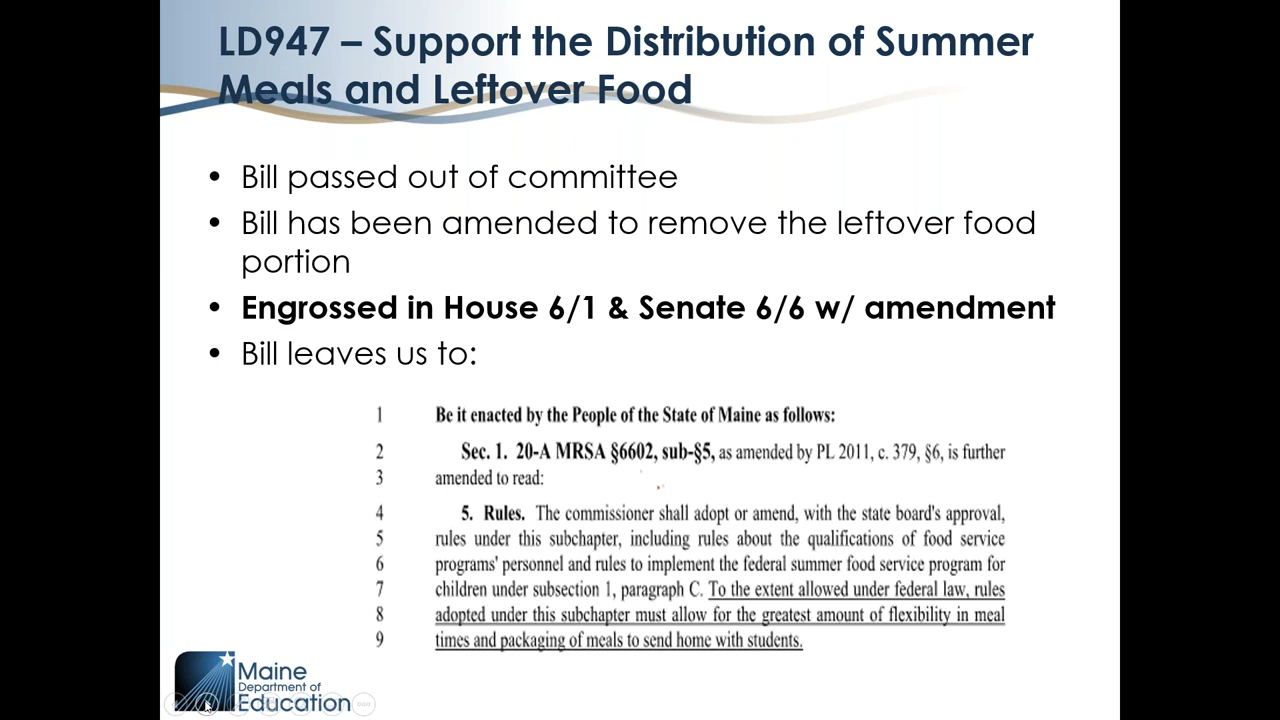 LD947 – Support the Distribution of Summer
Meals and Leftover Food
• Bill passed out of committee
• Bill has been amended to remove the leftover food
portion
• Engrossed in House 6/1 & Senate 6/6 w/ amendment
• Bill leaves us to:
1 Be it enacted by the People of the State of Maine as follows:
2 Sec. 1. 20-A MRSA §6602, sub-§5, as amended by PL 2011, c. 379, §6, is further
3 amended to read:
4 5. Rules. The commissioner shall adopt or amend, with the state board's approval,
5 rules under this subchapter, including rules about the qualifications of food service
6 programs' personnel and rules to implement the federal summer food service program for
7 children under subsection 1, paragraph C. To the extent allowed under federal law, rules
8 adopted under this subchapter must allow for the greatest amount of flexibility in meal
9 times and packaging of meals to send home with students.
Maine
Department of
Education